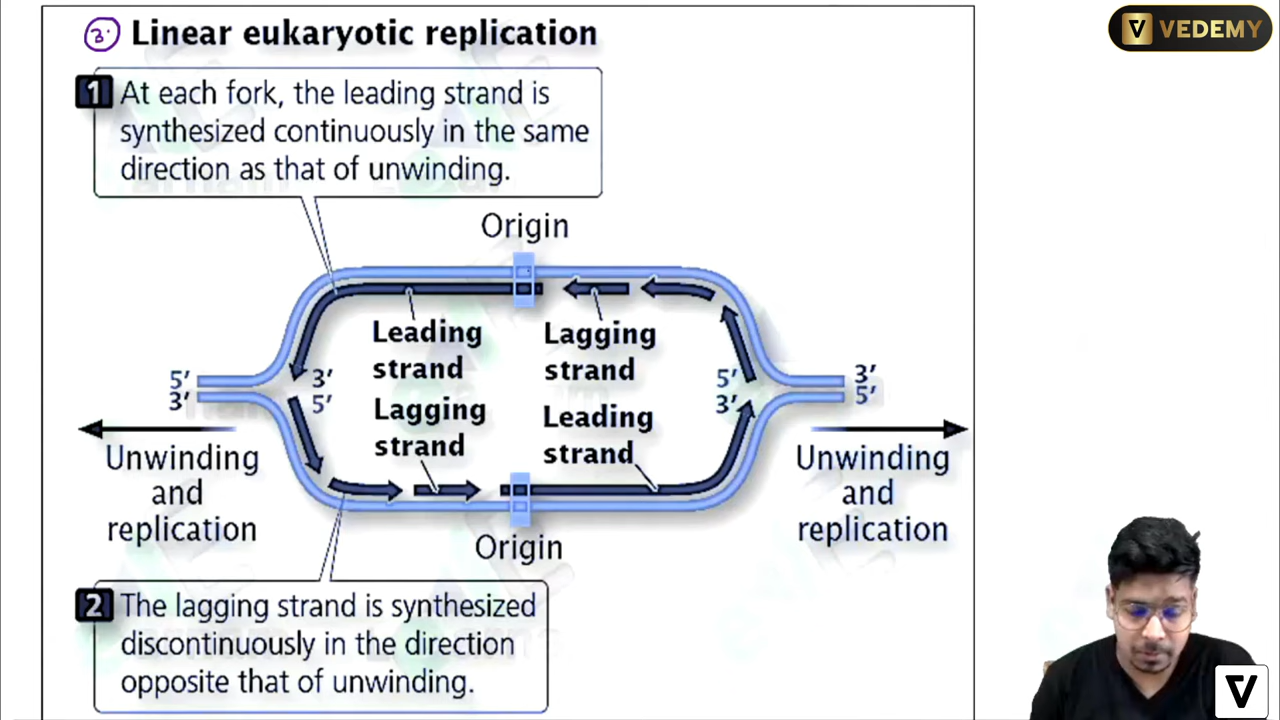 3.
Linear eukaryotic replication
VEDEMY
1 At each fork, the leading strand is
synthesized continuously in the same
direction as that of unwinding.
Origin
Leading
strand
Lagging
strand
5′ 3′ 5′ 3′
3′ 5′ 3′ 5′
Lagging
strand
Leading
strand
Unwinding
and
replication
Unwinding
and
replication
Origin
2 The lagging strand is synthesized
discontinuously in the direction
opposite that of unwinding.